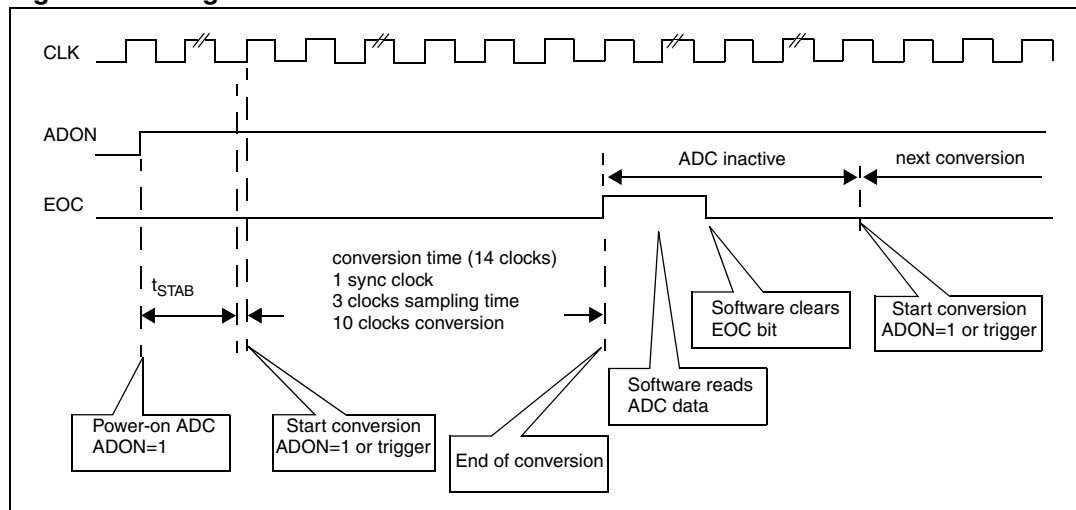 CLK
ADON
ADC inactive
next conversion
EOC
conversion time (14 clocks)
1 sync clock
3 clocks sampling time
10 clocks conversion
tSTAB
Software clears
EOC bit
Start conversion
ADON=1 or trigger
Software reads
ADC data
Power-on ADC
ADON=1
Start conversion
ADON=1 or trigger
End of conversion